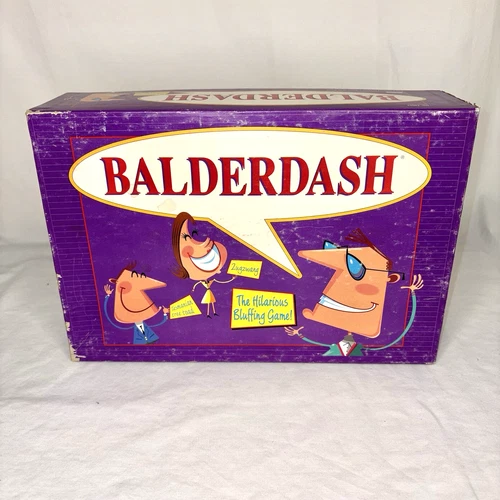 BALDERDASH
BALDERDASH®
Zugzwang
The Hilarious
Bluffing Game!